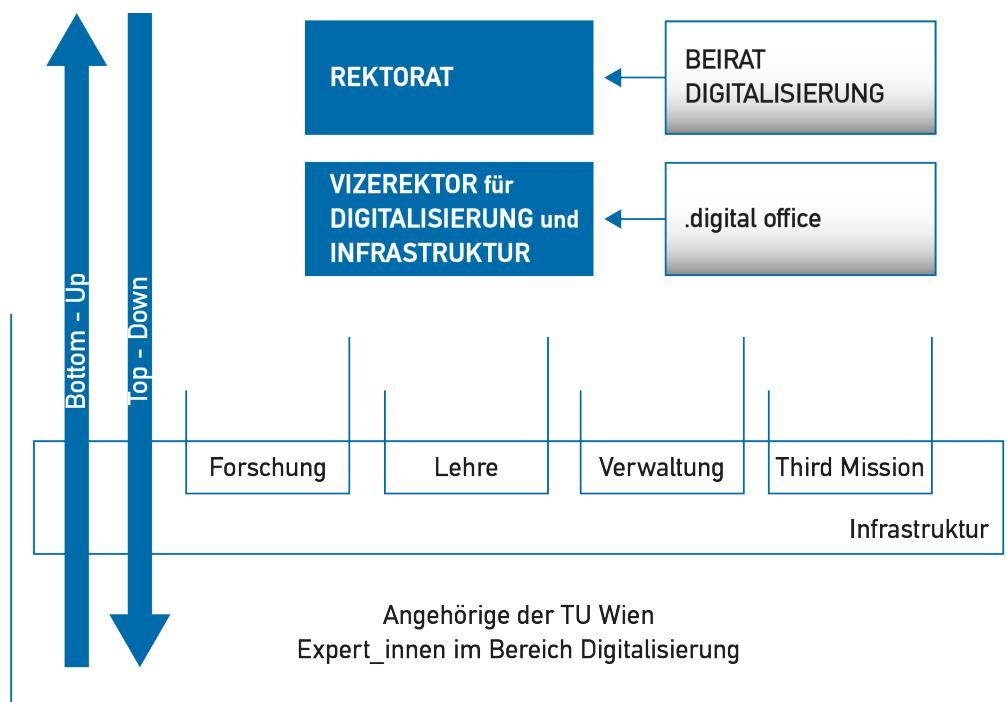 REKTORAT
BEIRAT
DIGITALISIERUNG
VIZEREKTOR für
DIGITALISIERUNG und
INFRASTRUKTUR
.digital office
Bottom - Up
Top - Down
Forschung
Lehre
Verwaltung
Third Mission
Infrastruktur
Angehörige der TU Wien
Expert_innen im Bereich Digitalisierung